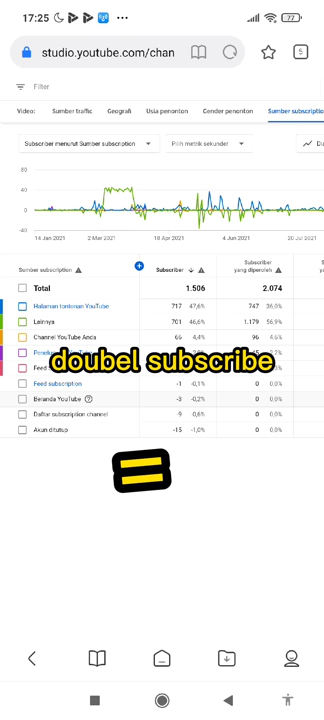 17:25
77
studio.youtube.com/chan
5
Filter
Video:
Sumber traffic
Geografi
Usia penonton
Gender penonton
Sumber subscriptio
Subscriber menurut Sumber subscription
Pilih metrik sekunder
Dia
80
40
0
-40
14 Jan 2021
2 Mar 2021
18 Apr 2021
4 Jun 2021
20 Jul 2021
Sumber subscription
Subscriber
Subscriber
yang diperoleh
Total 1.506 2.074
Halaman tontonan YouTube 717 47,6% 747 36,0%
Lainnya 701 46,6% 1.179 56,9%
Channel YouTube Anda 66 4,4% 96 4,6%
doubel subscribe
Feed subscription -1 -0,1% 0 0,0%
Beranda YouTube -3 -0,2% 0 0,0%
Daftar subscription channel -9 0,6% 0 0,0%
Akun ditutup -15 -1,0% 0 0,0%
=